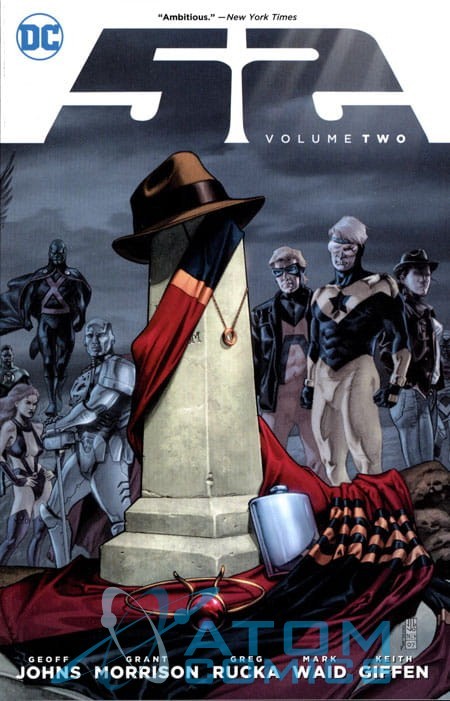 "Ambitious." —New York Times
DC
52
VOLUME TWO
GEOFF JOHNS
GRANT MORRISON
GREG RUCKA
MARK WAID
KEITH GIFFEN
ATOM
COMICS